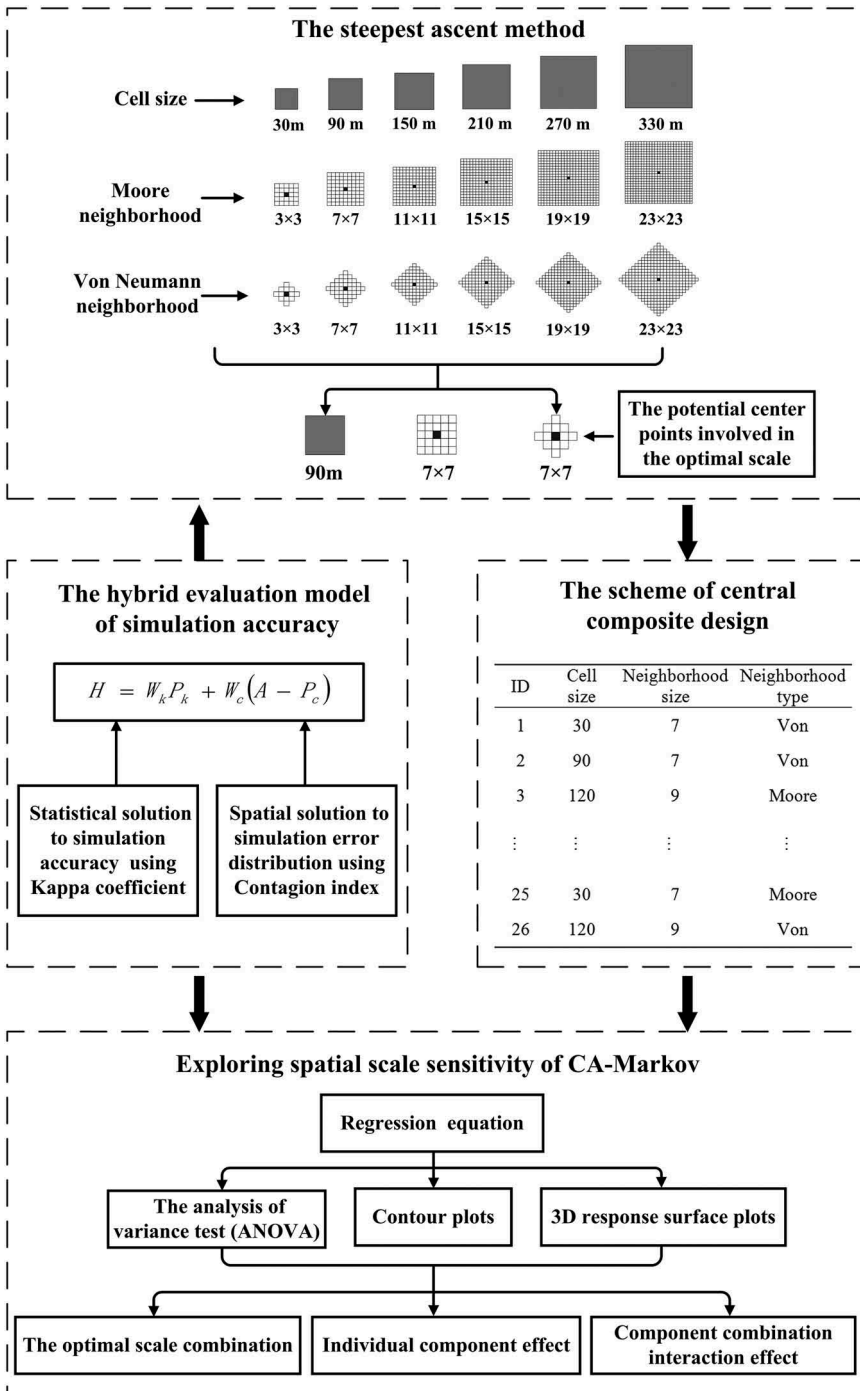 The steepest ascent method
Cell size
30m 90 m 150 m 210 m 270 m 330 m
Moore
neighborhood
3×3 7×7 11×11 15×15 19×19 23×23
Von Neumann
neighborhood
3×3 7×7 11×11 15×15 19×19 23×23
90m 7×7 7×7
The potential center
points involved in
the optimal scale
The hybrid evaluation model
of simulation accuracy
H = W_k P_k + W_c (A − P_c)
Statistical solution
to simulation
accuracy using
Kappa coefficient
Spatial solution to
simulation error
distribution using
Contagion index
The scheme of central
composite design
ID Cell size Neighborhood size Neighborhood type
1 30 7 Von
2 90 7 Von
3 120 9 Moore
⋮ ⋮ ⋮ ⋮
25 30 7 Moore
26 120 9 Von
Exploring spatial scale sensitivity of CA-Markov
Regression equation
The analysis of
variance test (ANOVA)
Contour plots
3D response surface plots
The optimal scale combination
Individual component effect
Component combination
interaction effect